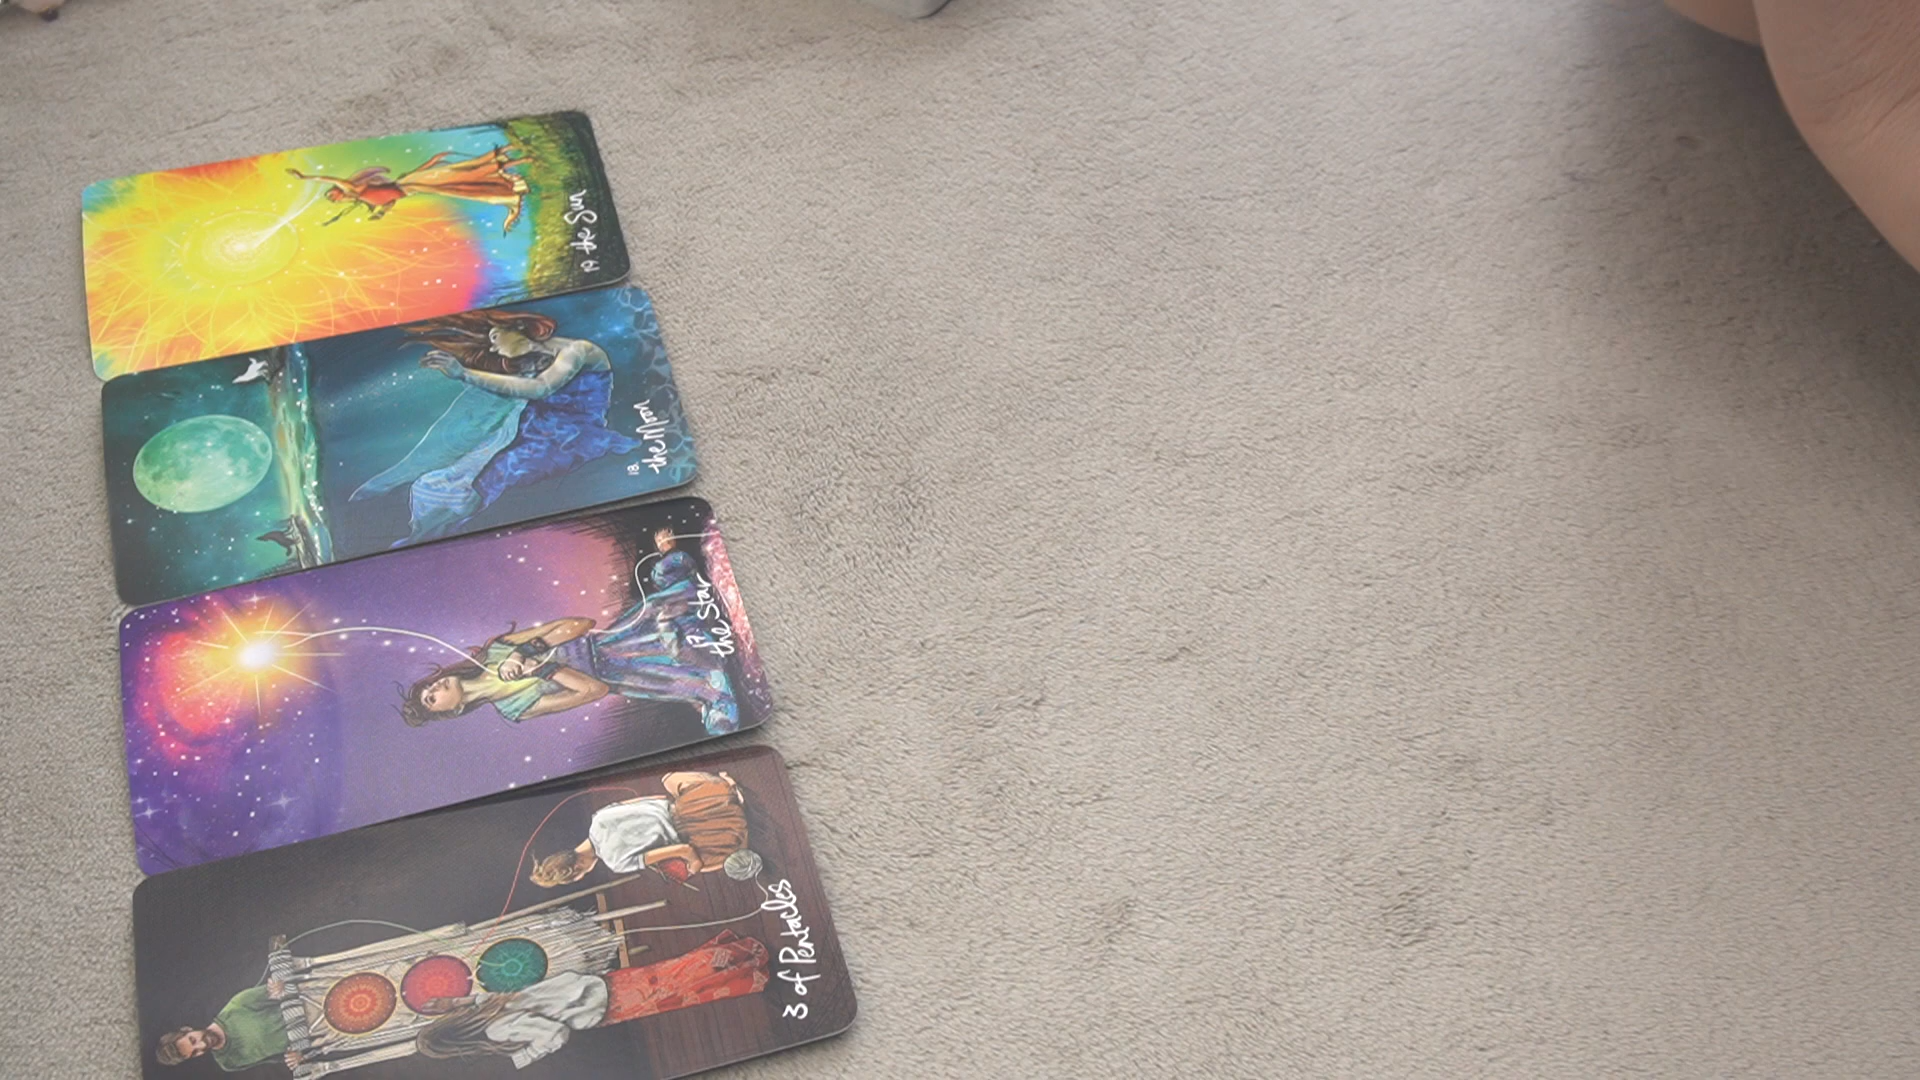 19 the Sun
18.
the Moon
17.
the Star
3 of Pentacles